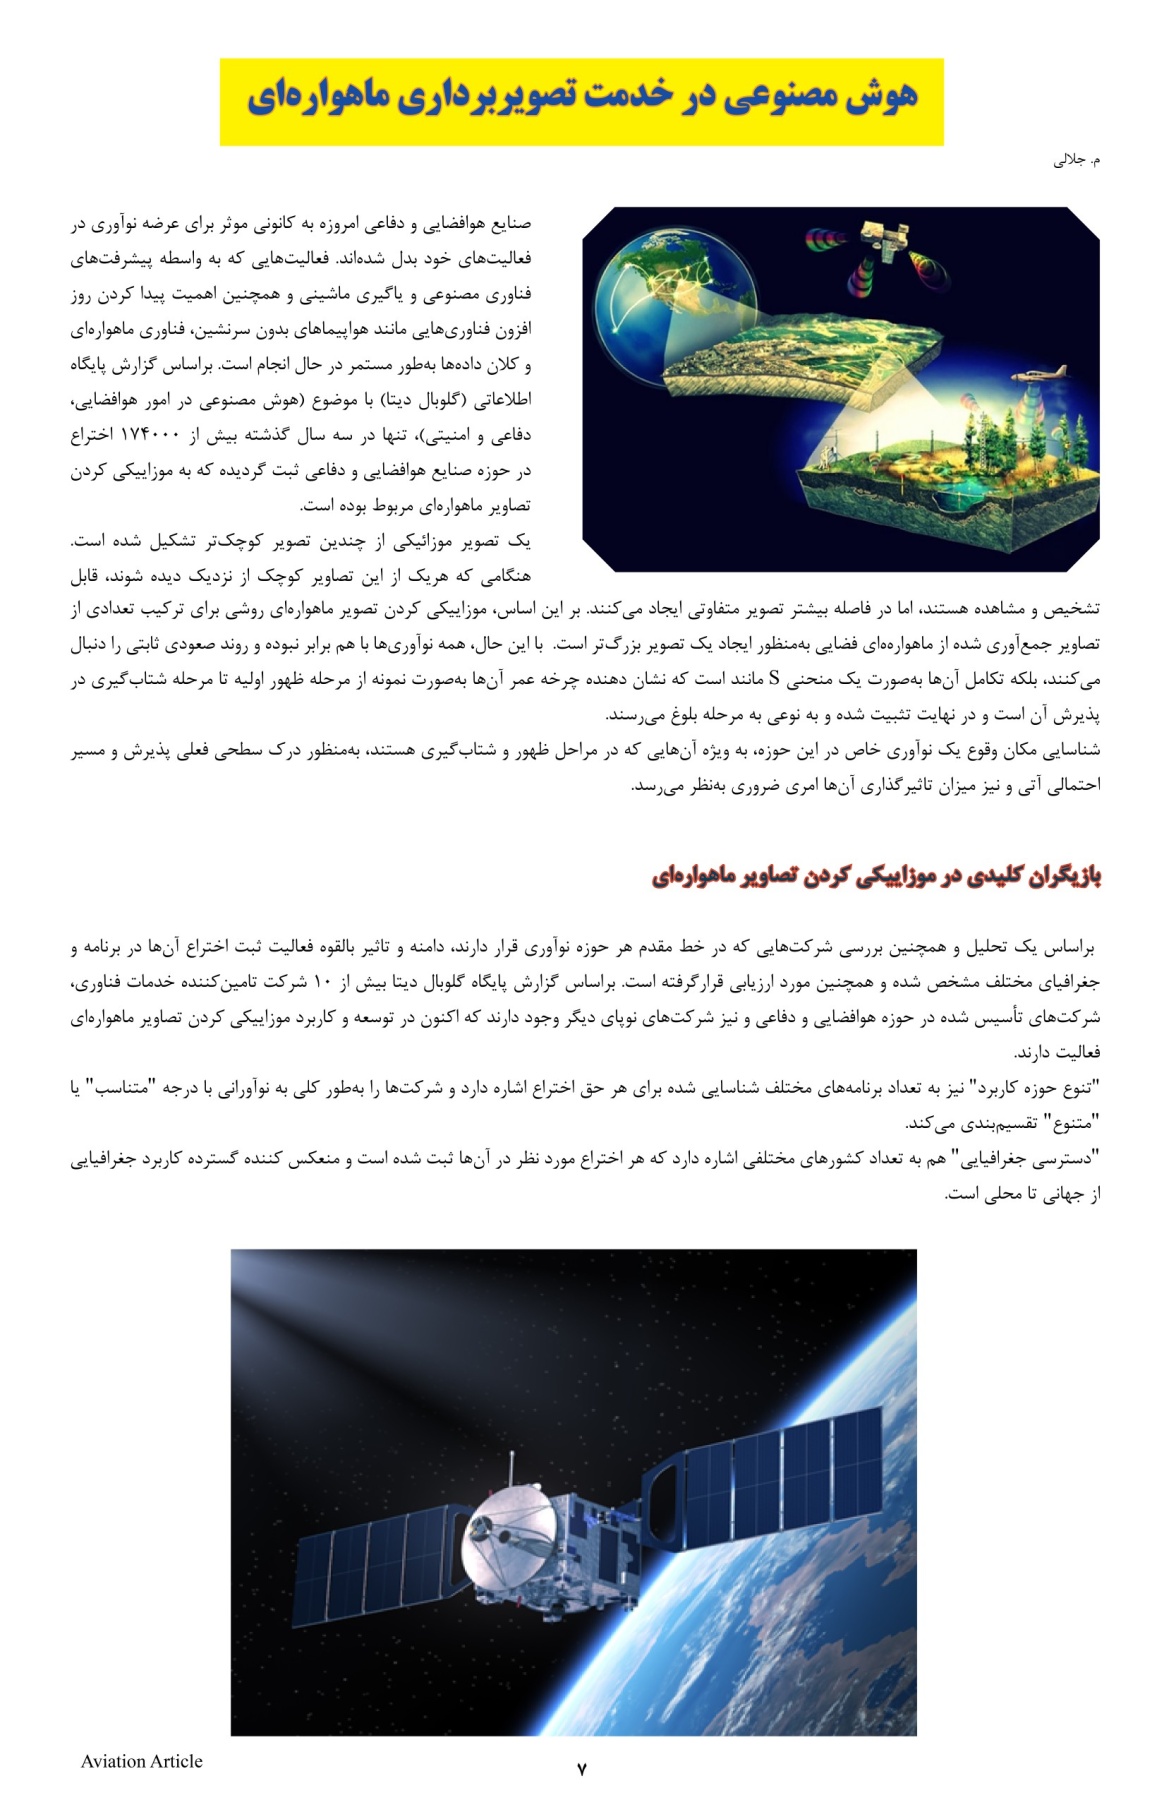 هوش مصنوعی در خدمت تصویربرداری ماهواره‌ای
م. جلالی
صنایع هوافضایی و دفاعی امروزه به کانونی موثر برای عرضه نوآوری در
فعالیت‌های خود بدل شده‌اند. فعالیت‌هایی که به واسطه پیشرفت‌های
فناوری مصنوعی و یاگیری ماشینی و همچنین اهمیت پیدا کردن روز
افزون فناوری‌هایی مانند هواپیماهای بدون سرنشین، فناوری ماهواره‌ای
و کلان داده‌ها به‌طور مستمر در حال انجام است. براساس گزارش پایگاه
اطلاعاتی (گلوبال دیتا) با موضوع (هوش مصنوعی در امور هوافضایی،
دفاعی و امنیتی)، تنها در سه سال گذشته بیش از ۱۷۴۰۰۰ اختراع
در حوزه صنایع هوافضایی و دفاعی ثبت گردیده که به موزاییکی کردن
تصاویر ماهواره‌ای مربوط بوده است.
یک تصویر موزائیکی از چندین تصویر کوچک‌تر تشکیل شده است.
هنگامی که هریک از این تصاویر کوچک از نزدیک دیده شوند، قابل
تشخیص و مشاهده هستند، اما در فاصله بیشتر تصویر متفاوتی ایجاد می‌کنند. بر این اساس، موزاییکی کردن تصویر ماهواره‌ای روشی برای ترکیب تعدادی از
تصاویر جمع‌آوری شده از ماهواره‌های فضایی به‌منظور ایجاد یک تصویر بزرگ‌تر است. با این حال، همه نوآوری‌ها با هم برابر نبوده و روند صعودی ثابتی را دنبال
می‌کنند، بلکه تکامل آن‌ها به‌صورت یک منحنی S مانند است که نشان دهنده چرخه عمر آن‌ها به‌صورت نمونه از مرحله ظهور اولیه تا مرحله شتاب‌گیری در
پذیرش آن است و در نهایت تثبیت شده و به نوعی به مرحله بلوغ می‌رسند.
شناسایی مکان وقوع یک نوآوری خاص در این حوزه، به ویژه آن‌هایی که در مراحل ظهور و شتاب‌گیری هستند، به‌منظور درک سطحی فعلی پذیرش و مسیر
احتمالی آتی و نیز میزان تاثیرگذاری آن‌ها امری ضروری به‌نظر می‌رسد.
بازیگران کلیدی در موزاییکی کردن تصاویر ماهواره‌ای
براساس یک تحلیل و همچنین بررسی شرکت‌هایی که در خط مقدم هر حوزه نوآوری قرار دارند، دامنه و تاثیر بالقوه فعالیت ثبت اختراع آن‌ها در برنامه و
جغرافیای مختلف مشخص شده و همچنین مورد ارزیابی قرارگرفته است. براساس گزارش پایگاه گلوبال دیتا بیش از ۱۰ شرکت تامین‌کننده خدمات فناوری،
شرکت‌های تأسیس شده در حوزه هوافضایی و دفاعی و نیز شرکت‌های نوپای دیگر وجود دارند که اکنون در توسعه و کاربرد موزاییکی کردن تصاویر ماهواره‌ای
فعالیت دارند.
"تنوع حوزه کاربرد" نیز به تعداد برنامه‌های مختلف شناسایی شده برای هر حق اختراع اشاره دارد و شرکت‌ها را به‌طور کلی به نوآورانی با درجه "متناسب" یا
"متنوع" تقسیم‌بندی می‌کند.
"دسترسی جغرافیایی" هم به تعداد کشورهای مختلفی اشاره دارد که هر اختراع مورد نظر در آن‌ها ثبت شده است و منعکس کننده گسترده کاربرد جغرافیایی
از جهانی تا محلی است.
Aviation Article
۷